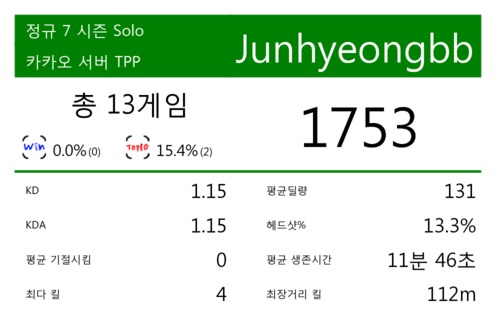 정규 7 시즌 Solo
카카오 서버 TPP
Junhyeongbb
총 13게임
Win 0.0% (0)
TOP10 15.4% (2)
1753
KD 1.15
평균딜량 131
KDA 1.15
헤드샷% 13.3%
평균 기절시킴 0
평균 생존시간 11분 46초
최다 킬 4
최장거리 킬 112m